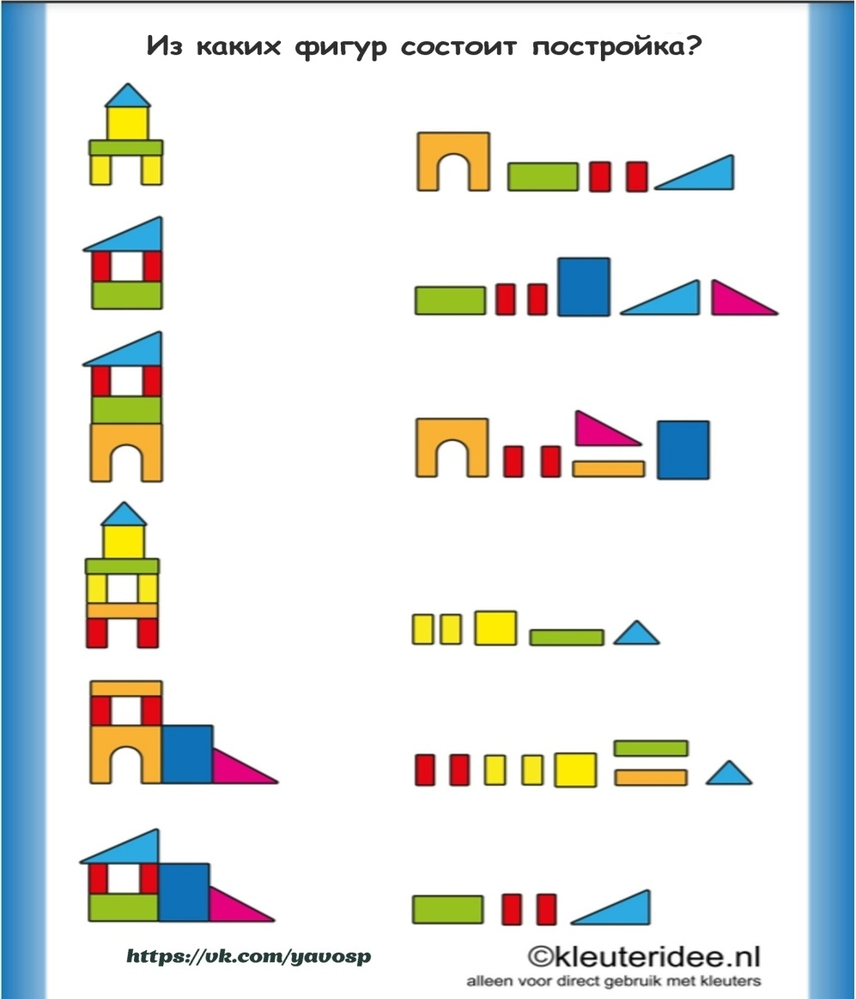 Из каких фигур состоит постройка?
https://vk.com/yavosp
©kleuteridee.nl
alleen voor direct gebruik met kleuters